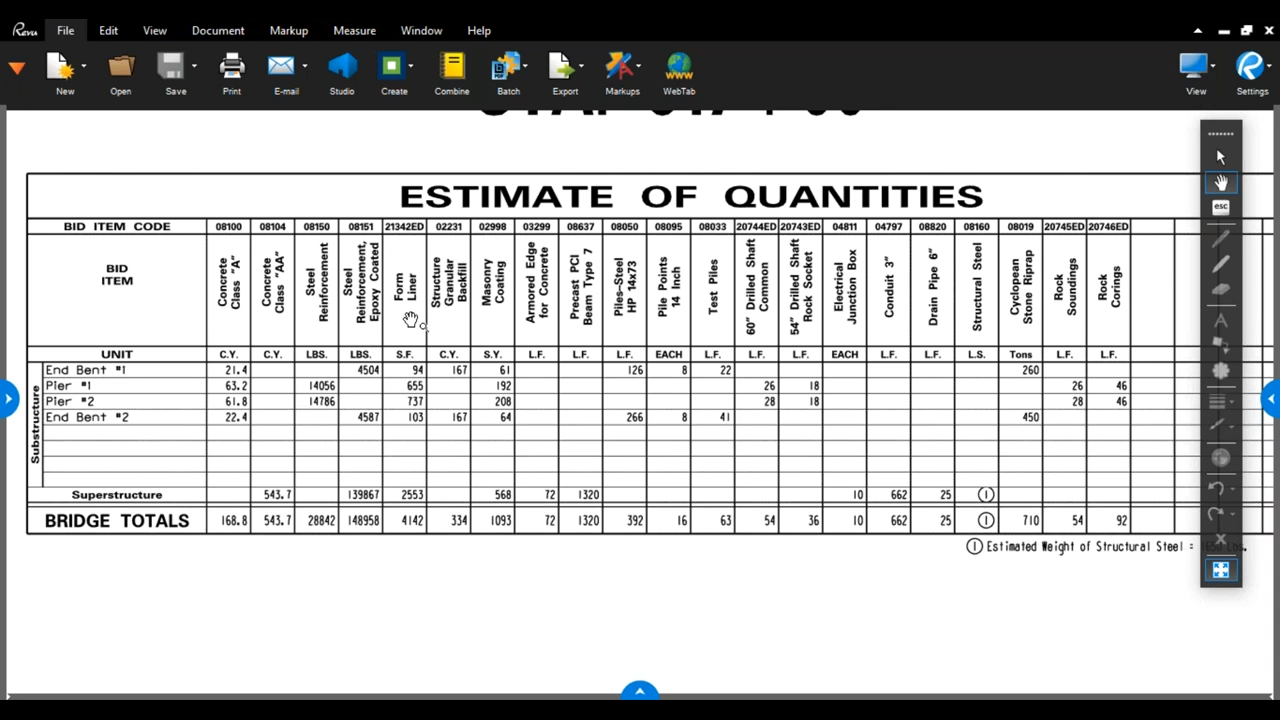 Revu File Edit View Document Markup Measure Window Help
New Open Save Print E-mail Studio Create Combine Batch Export Markups WebTab View Settings
ESTIMATE OF QUANTITIES
BID ITEM CODE 08100 08104 08150 08151 21342ED 02231 02998 03299 08637 08050 08095 08033 20744ED 20743ED 04811 04797 08820 08160 08019 20745ED 20746ED
BID ITEM Concrete Class "A" Concrete Class "AA" Steel Reinforcement Steel Reinforcement, Epoxy Coated Form Liner Structure Granular Backfill Masonry Coating Armored Edge for Concrete Precast PCI Beam Type 7 Piles-Steel HP 14x73 Pile Points 14 Inch Test Piles 60" Drilled Shaft Common 54" Drilled Shaft Rock Socket Electrical Junction Box Conduit 3" Drain Pipe 6" Structural Steel Cyclopean Stone Riprap Rock Soundings Rock Corings
UNIT C.Y. C.Y. LBS. LBS. S.F. C.Y. S.Y. L.F. L.F. L.F. EACH L.F. L.F. L.F. EACH L.F. L.F. L.S. Tons L.F. L.F.
Substructure
End Bent #1 21.4 4504 94 167 61 126 8 22 260
Pier #1 63.2 14056 655 192 26 18 26 46
Pier #2 61.8 14786 737 208 28 18 28 46
End Bent #2 22.4 4587 103 167 64 266 8 41 450
Superstructure 543.7 139867 2553 568 72 1320 10 662 25 ①
BRIDGE TOTALS 168.8 543.7 28842 148958 4142 334 1093 72 1320 392 16 63 54 36 10 662 25 ① 710 54 92
① Estimated Weight of Structural Steel = Lbs.
esc